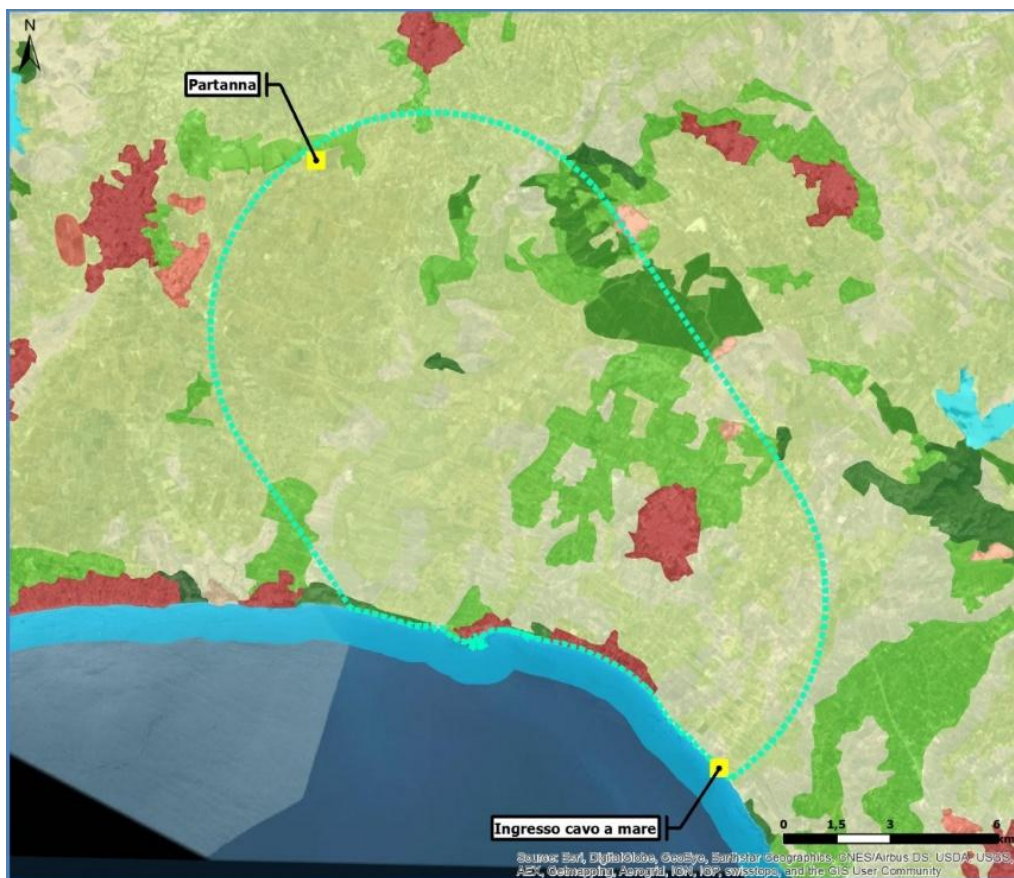 N
Partanna
Ingresso cavo a mare
0 1,5 3 6
km
Source: Esri, DigitalGlobe, GeoEye, Earthstar Geographics, CNES/Airbus DS, USDA, USGS,
AEX, Getmapping, Aerogrid, IGN, IGP, swisstopo, and the GIS User Community